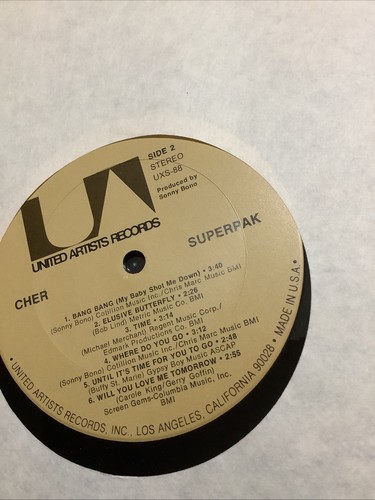 UA
SIDE 2
STEREO
UXS-88
Produced by
Sonny Bono
UNITED ARTISTS RECORDS
SUPERPAK
CHER
1. BANG BANG (My Baby Shot Me Down) • 3:40
(Sonny Bono) Cotillion Music Inc./Chris Marc Music BMI
2. ELUSIVE BUTTERFLY • 2:26
(Bob Lind) Metric Music Co. BMI
3. TIME • 3:14
(Michael Merchant) Regent Music Corp./
Edmark Productions Co. BMI
4. WHERE DO YOU GO • 3:12
(Sonny Bono) Cotillion Music Inc./Chris Marc Music BMI
5. UNTIL IT'S TIME FOR YOU TO GO • 2:48
(Buffy St. Marie) Gypsy Boy Music ASCAP
6. WILL YOU LOVE ME TOMORROW • 2:55
(Carole King/Gerry Goffin)
Screen Gems-Columbia Music, Inc.
BMI
• UNITED ARTISTS RECORDS, INC., LOS ANGELES, CALIFORNIA 90028 • MADE IN U.S.A. •